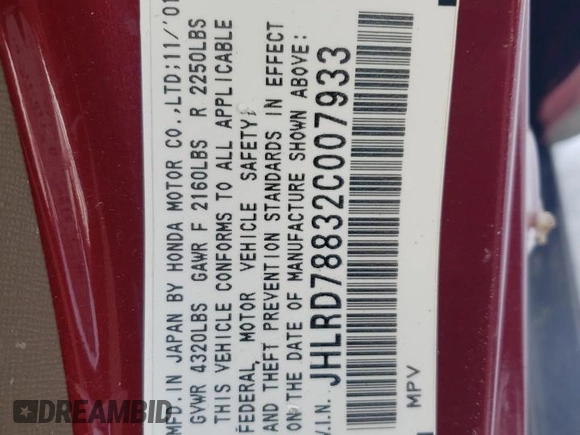 MFD. IN JAPAN BY HONDA MOTOR CO.,LTD;11/'01
GVWR 4320LBS GAWR F 2160LBS R 2250LBS
THIS VEHICLE CONFORMS TO ALL APPLICABLE
FEDERAL MOTOR VEHICLE SAFETY
AND THEFT PREVENTION STANDARDS IN EFFECT
ON THE DATE OF MANUFACTURE SHOWN ABOVE:
V.I.N. JHLRD78832C007933
MPV
DREAMBID